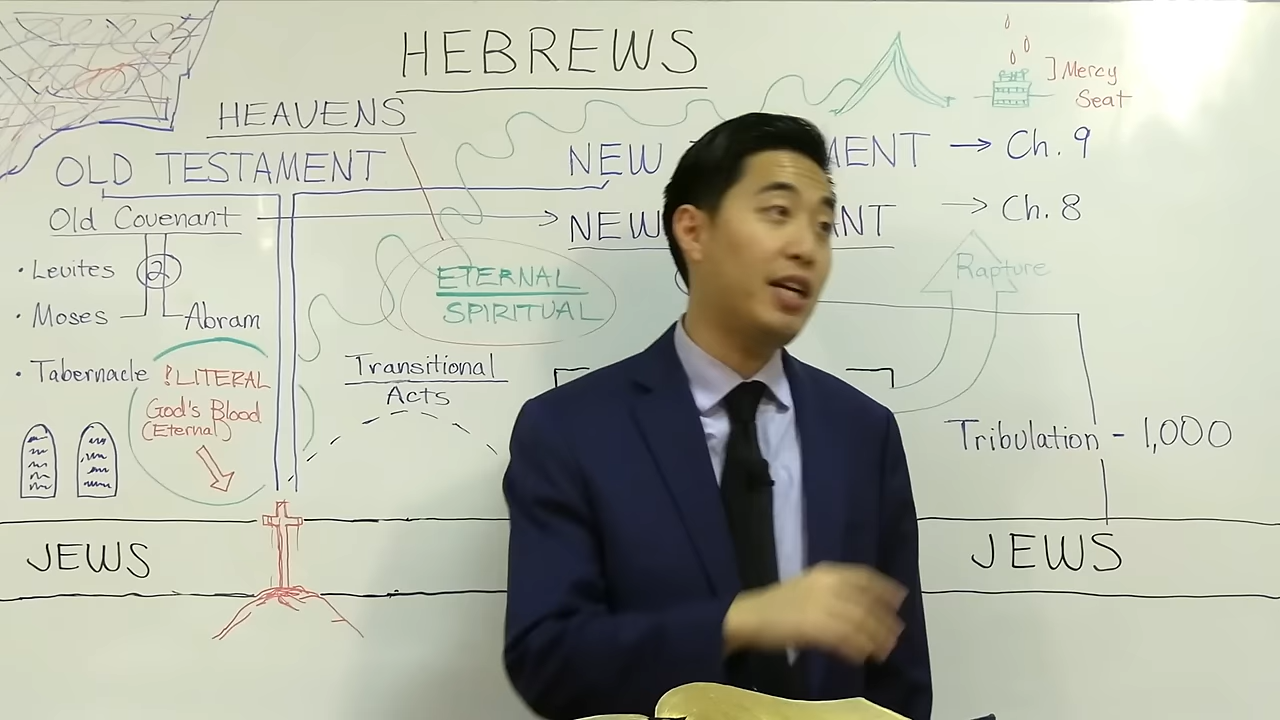 HEBREWS
Mercy
Seat
HEAVENS
OLD TESTAMENT
NEW MENT → Ch. 9
Old Covenant
NEW ANT → Ch. 8
• Levites
2
ETERNAL
SPIRITUAL
Rapture
• Moses
Abram
• Tabernacle
! LITERAL
God's Blood
(Eternal)
Transitional
Acts
Tribulation - 1,000
JEWS
JEWS